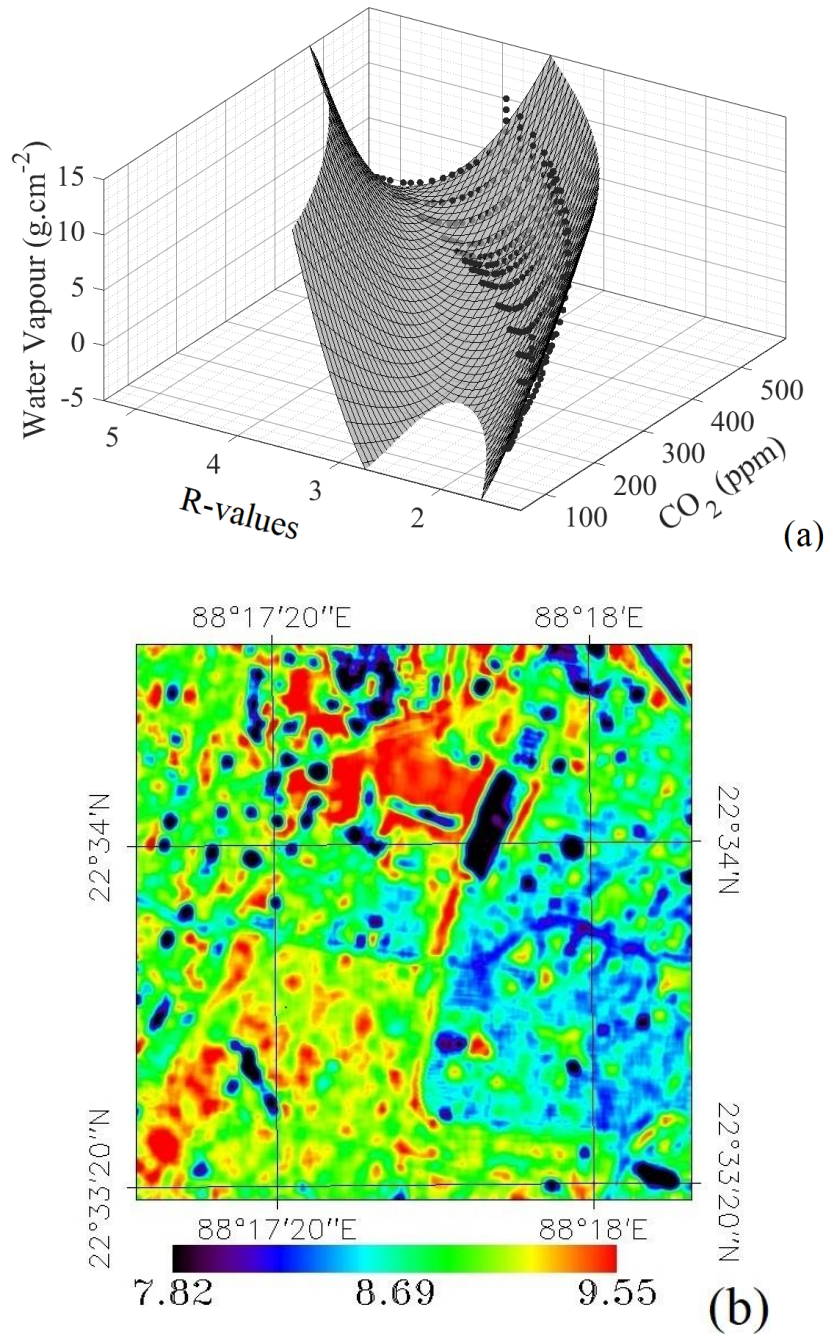 Water Vapour (g.cm-2)
15
10
5
0
-5
5
4
3
2
R-values
100
200
300
400
500
CO2 (ppm)
(a)
88°17'20"E 88°18'E
22°34'N 22°34'N
22°33'20"N 22°33'20"N
88°17'20"E 88°18'E
7.82 8.69 9.55
(b)